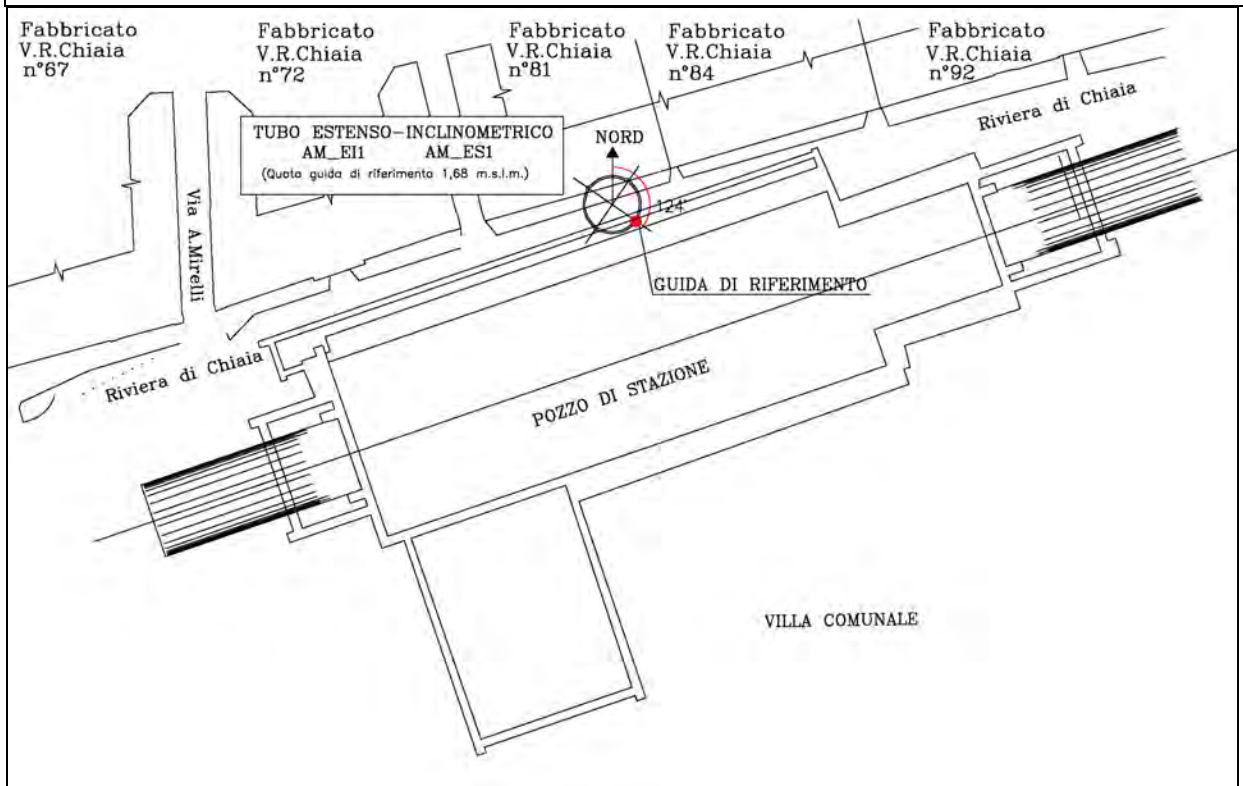 Fabbricato
V.R.Chiaia
n°67
Fabbricato
V.R.Chiaia
n°72
Fabbricato
V.R.Chiaia
n°81
Fabbricato
V.R.Chiaia
n°84
Fabbricato
V.R.Chiaia
n°92
TUBO ESTENSO-INCLINOMETRICO
AM_EI1 AM_ES1
(Quota guida di riferimento 1,68 m.s.l.m.)
NORD
124°
Riviera di Chiaia
Via A.Mirelli
GUIDA DI RIFERIMENTO
Riviera di Chiaia
POZZO DI STAZIONE
VILLA COMUNALE